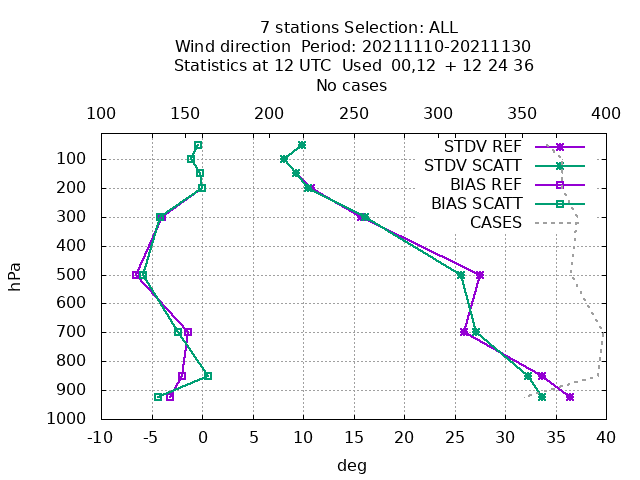 7 stations Selection: ALL
Wind direction  Period: 20211110-20211130
Statistics at 12 UTC  Used  00,12  + 12 24 36
No cases
100 150 200 250 300 350 400
STDV REF
STDV SCATT
BIAS REF
BIAS SCATT
CASES
hPa
100
200
300
400
500
600
700
800
900
1000
-10 -5 0 5 10 15 20 25 30 35 40
deg